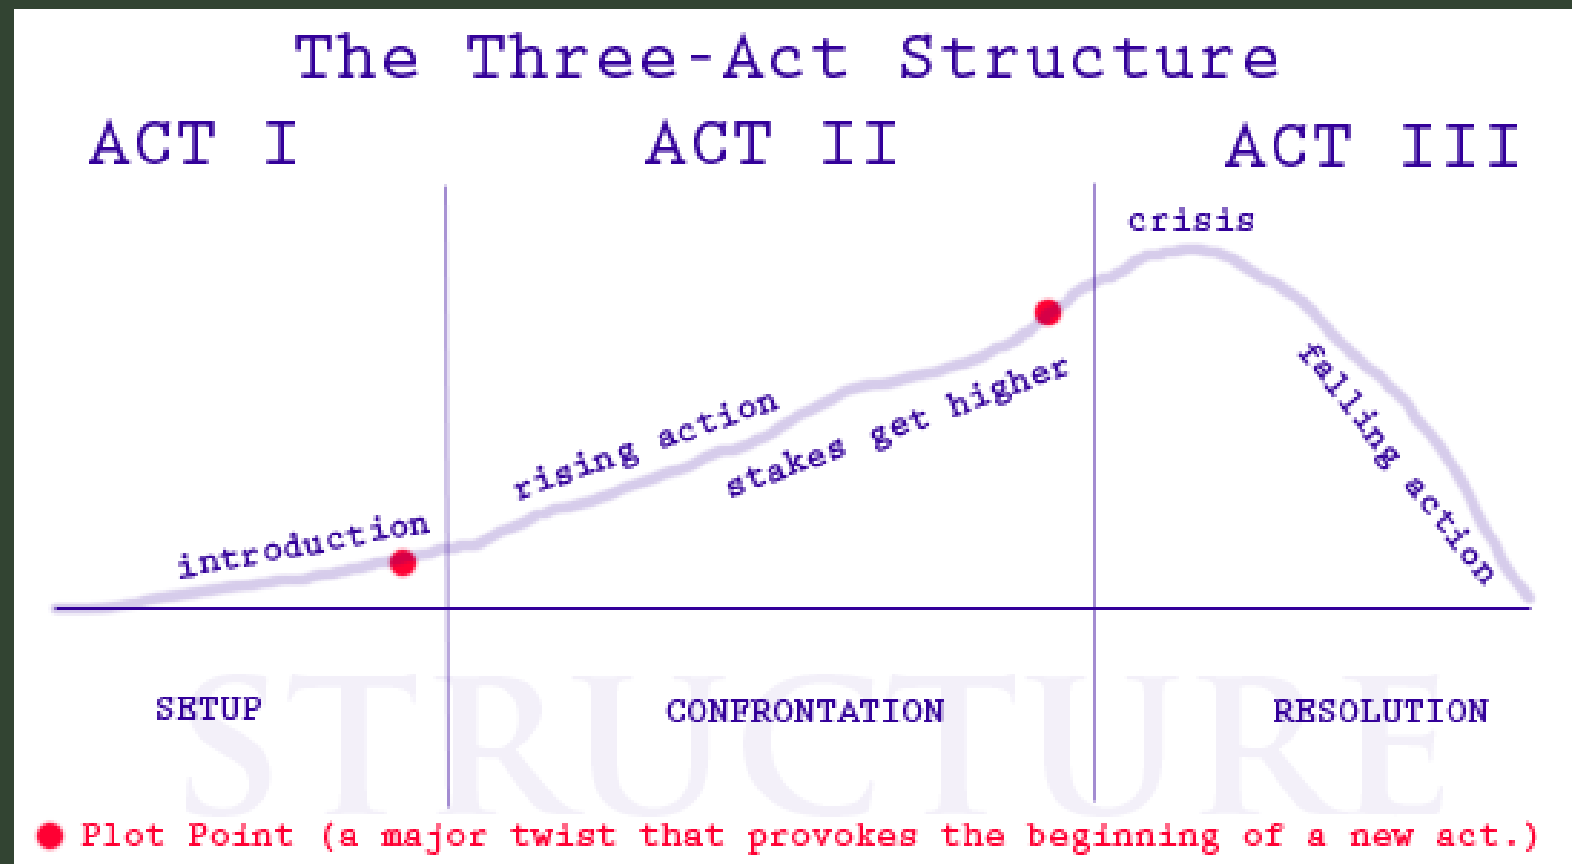 The Three-Act Structure
ACT I
ACT II
ACT III
crisis
introduction
rising action
stakes get higher
falling action
SETUP
CONFRONTATION
RESOLUTION
STRUCTURE
Plot Point (a major twist that provokes the beginning of a new act.)